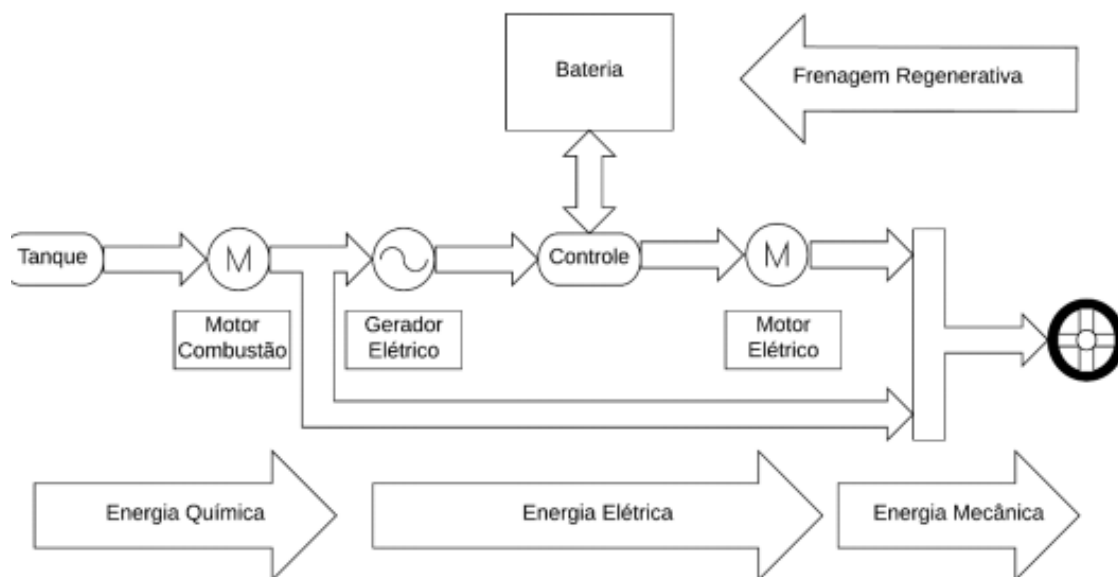 Bateria
Frenagem Regenerativa
Tanque
M
Controle
M
Motor
Combustão
Gerador
Elétrico
Motor
Elétrico
Energia Química
Energia Elétrica
Energia Mecânica